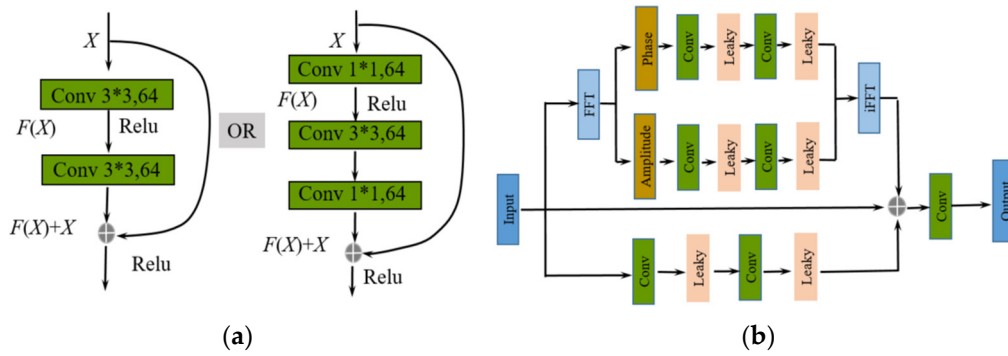 X
Conv 3*3,64
F(X)
Relu
Conv 3*3,64
F(X)+X
Relu
OR
X
Conv 1*1,64
F(X)
Relu
Conv 3*3,64
Conv 1*1,64
F(X)+X
Relu
(a)
Input
FFT
Phase
Conv
Leaky
Conv
Leaky
Amplitude
Conv
Leaky
Conv
Leaky
iFFT
Conv
Leaky
Conv
Leaky
Conv
Output
(b)